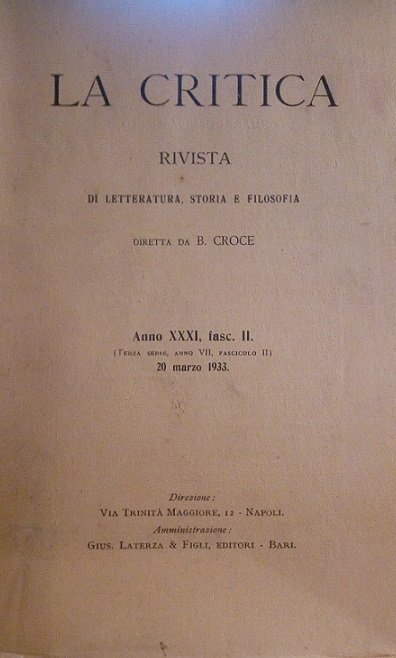 LA CRITICA
RIVISTA
DI LETTERATURA, STORIA E FILOSOFIA
DIRETTA DA B. CROCE
Anno XXXI, fasc. II.
(TERZA SERIE, ANNO VII, FASCICOLO II)
20 marzo 1933.
Direzione:
VIA TRINITÀ MAGGIORE, 12 - NAPOLI.
Amministrazione:
GIUS. LATERZA & FIGLI, EDITORI - BARI.